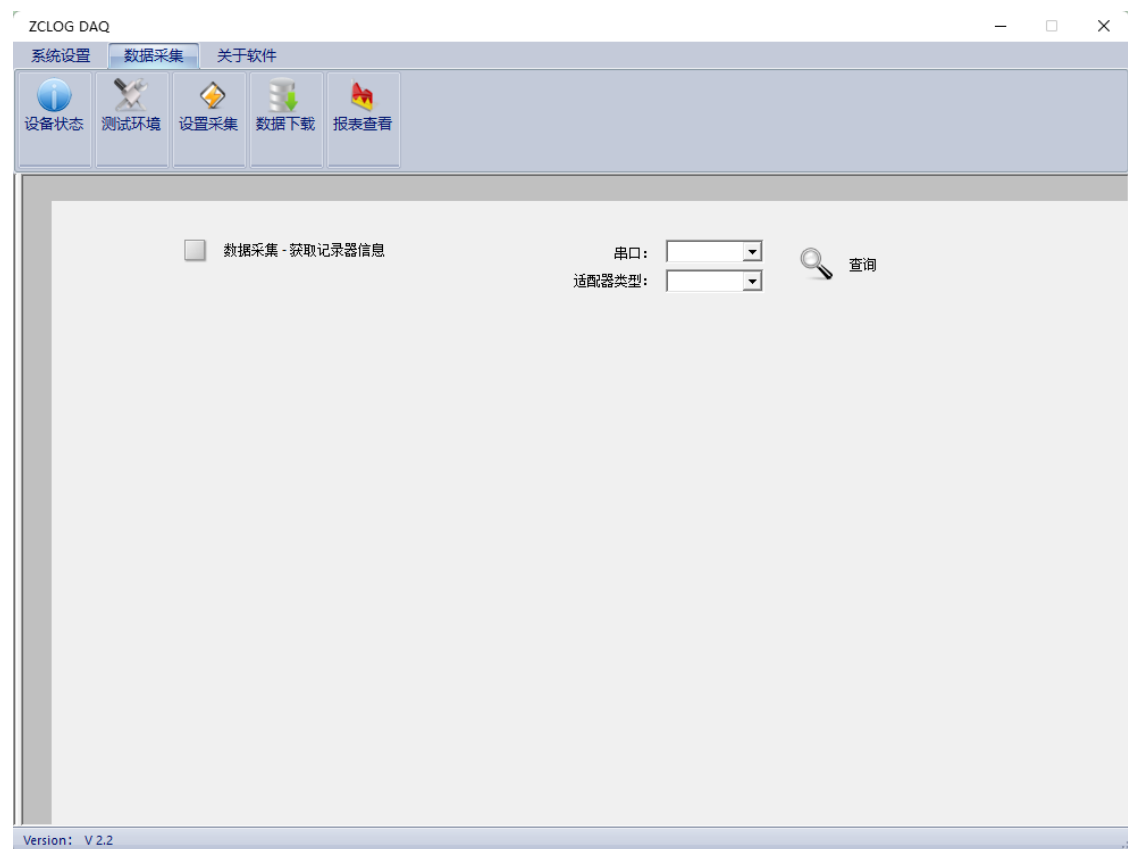 ZCLOG DAQ
系统设置 数据采集 关于软件
设备状态 测试环境 设置采集 数据下载 报表查看
数据采集 - 获取记录器信息
串口：
适配器类型：
查询
Version： V 2.2